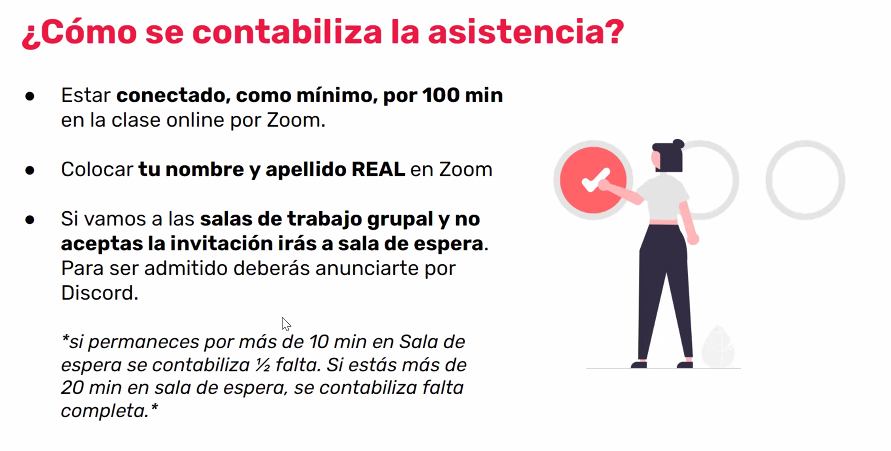 ¿Cómo se contabiliza la asistencia?
● Estar conectado, como mínimo, por 100 min
en la clase online por Zoom.
● Colocar tu nombre y apellido REAL en Zoom
● Si vamos a las salas de trabajo grupal y no
aceptas la invitación irás a sala de espera.
Para ser admitido deberás anunciarte por
Discord.
*si permaneces por más de 10 min en Sala de
espera se contabiliza ½ falta. Si estás más de
20 min en sala de espera, se contabiliza falta
completa.*